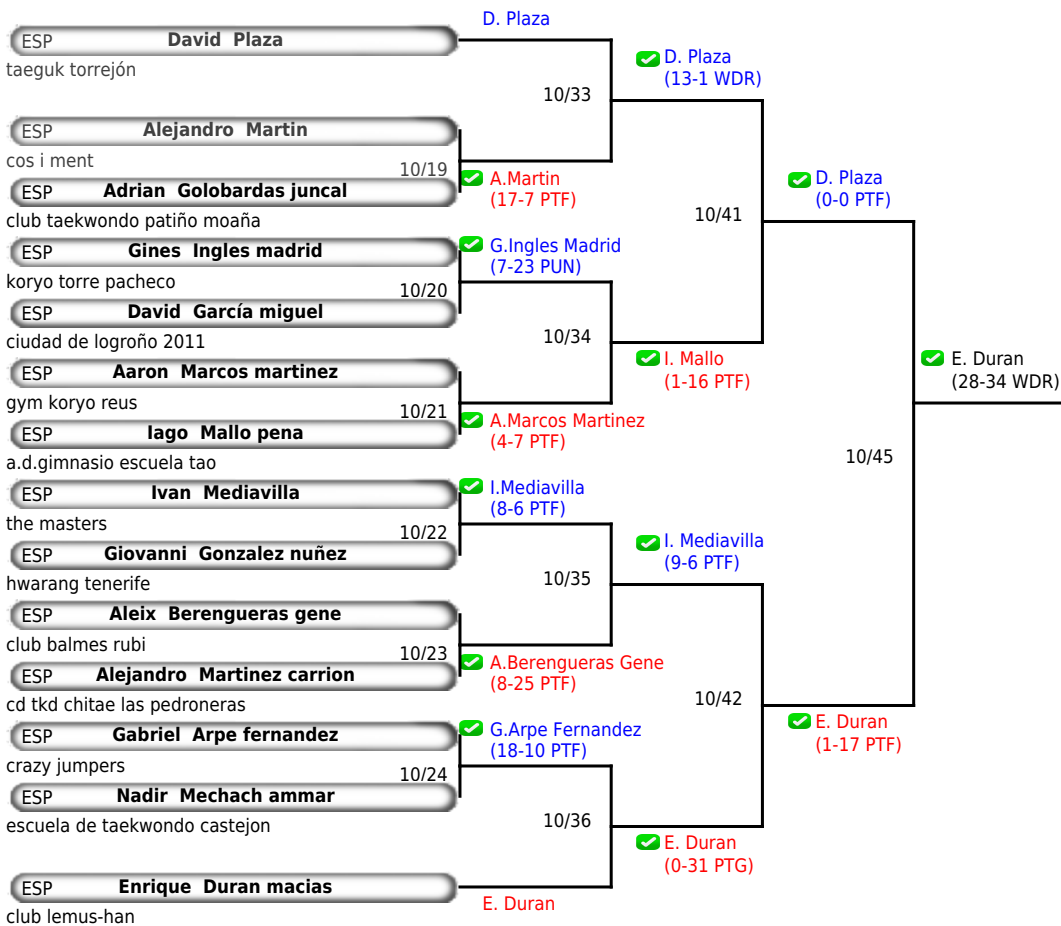 D. Plaza
ESP David Plaza
taeguk torrejón
D. Plaza
(13-1 WDR)
10/33
ESP Alejandro Martin
cos i ment
10/19
A.Martin
(17-7 PTF)
ESP Adrian Golobardas juncal
club taekwondo patiño moaña
D. Plaza
(0-0 PTF)
10/41
ESP Gines Ingles madrid
koryo torre pacheco
G.Ingles Madrid
(7-23 PUN)
10/20
ESP David García miguel
ciudad de logroño 2011
10/34
I. Mallo
(1-16 PTF)
ESP Aaron Marcos martinez
gym koryo reus
10/21
A.Marcos Martinez
(4-7 PTF)
ESP Iago Mallo pena
a.d.gimnasio escuela tao
E. Duran
(28-34 WDR)
10/45
ESP Ivan Mediavilla
the masters
I.Mediavilla
(8-6 PTF)
10/22
ESP Giovanni Gonzalez nuñez
hwarang tenerife
I. Mediavilla
(9-6 PTF)
10/35
ESP Aleix Berengueras gene
club balmes rubi
10/23
A.Berengueras Gene
(8-25 PTF)
ESP Alejandro Martinez carrion
cd tkd chitae las pedroneras
10/42
E. Duran
(1-17 PTF)
ESP Gabriel Arpe fernandez
crazy jumpers
G.Arpe Fernandez
(18-10 PTF)
10/24
ESP Nadir Mechach ammar
escuela de taekwondo castejon
10/36
E. Duran
(0-31 PTG)
ESP Enrique Duran macias
club lemus-han
E. Duran